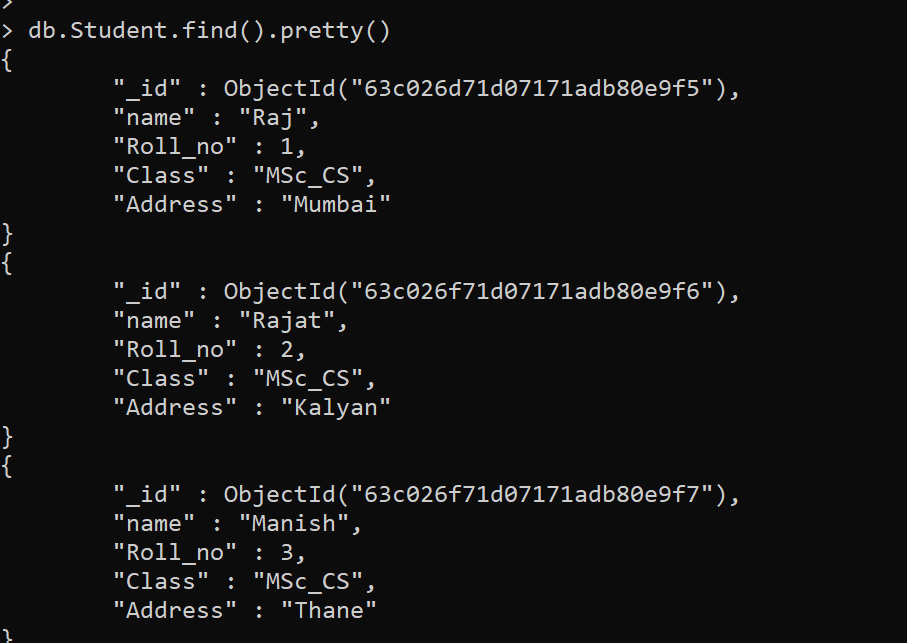 >
> db.Student.find().pretty()
{
        "_id" : ObjectId("63c026d71d07171adb80e9f5"),
        "name" : "Raj",
        "Roll_no" : 1,
        "Class" : "MSc_CS",
        "Address" : "Mumbai"
}
{
        "_id" : ObjectId("63c026f71d07171adb80e9f6"),
        "name" : "Rajat",
        "Roll_no" : 2,
        "Class" : "MSc_CS",
        "Address" : "Kalyan"
}
{
        "_id" : ObjectId("63c026f71d07171adb80e9f7"),
        "name" : "Manish",
        "Roll_no" : 3,
        "Class" : "MSc_CS",
        "Address" : "Thane"
}